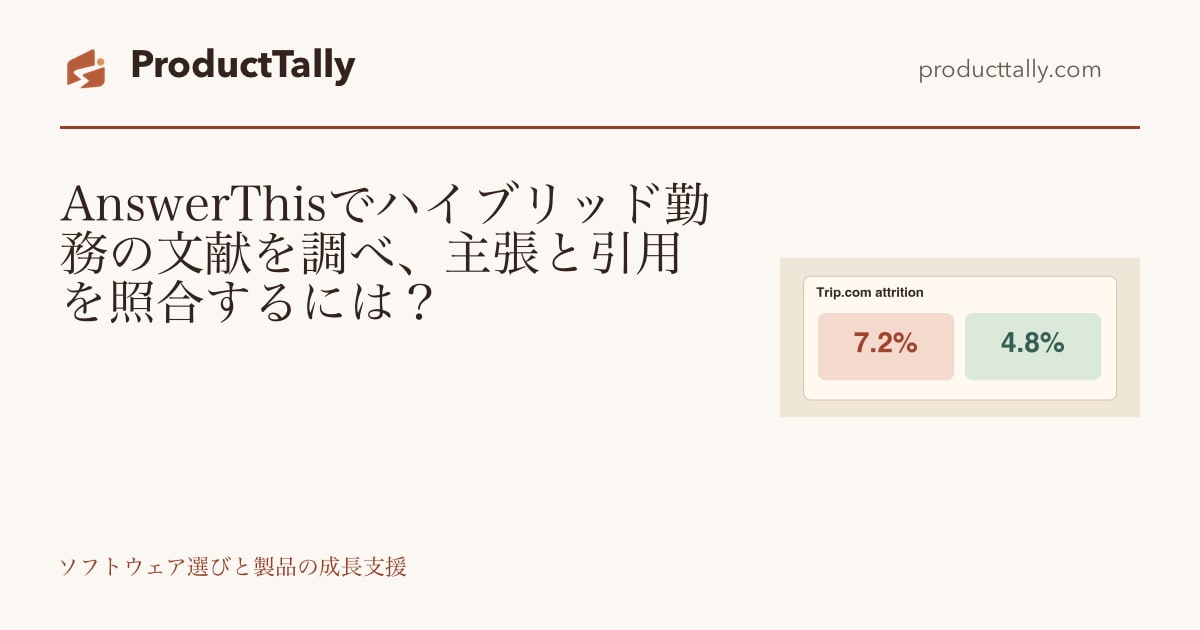 ProductTally
producttally.com
AnswerThisでハイブリッド勤
務の文献を調べ、主張と引用
を照合するには？
Trip.com attrition
7.2%
4.8%
ソフトウェア選びと製品の成長支援